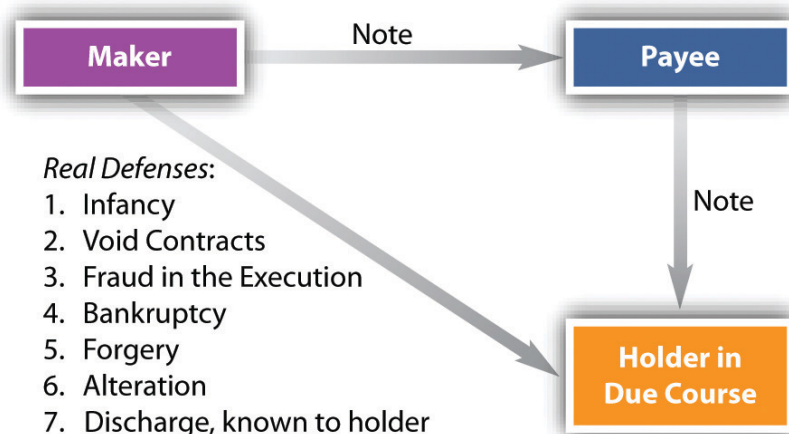 Maker
Note
Payee
Real Defenses:
1. Infancy
2. Void Contracts
3. Fraud in the Execution
4. Bankruptcy
5. Forgery
6. Alteration
7. Discharge, known to holder
Note
Holder in
Due Course